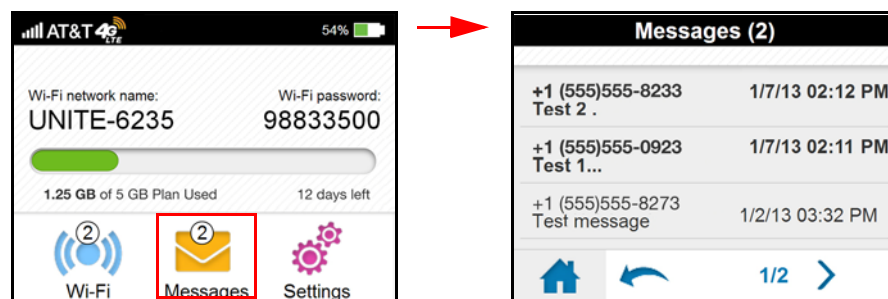 AT&T 4G LTE 54%
Wi-Fi network name: Wi-Fi password:
UNITE-6235 98833500
1.25 GB of 5 GB Plan Used 12 days left
2 2
Wi-Fi Messages Settings
Messages (2)
+1 (555)555-8233 1/7/13 02:12 PM
Test 2 .
+1 (555)555-0923 1/7/13 02:11 PM
Test 1...
+1 (555)555-8273 1/2/13 03:32 PM
Test message
1/2